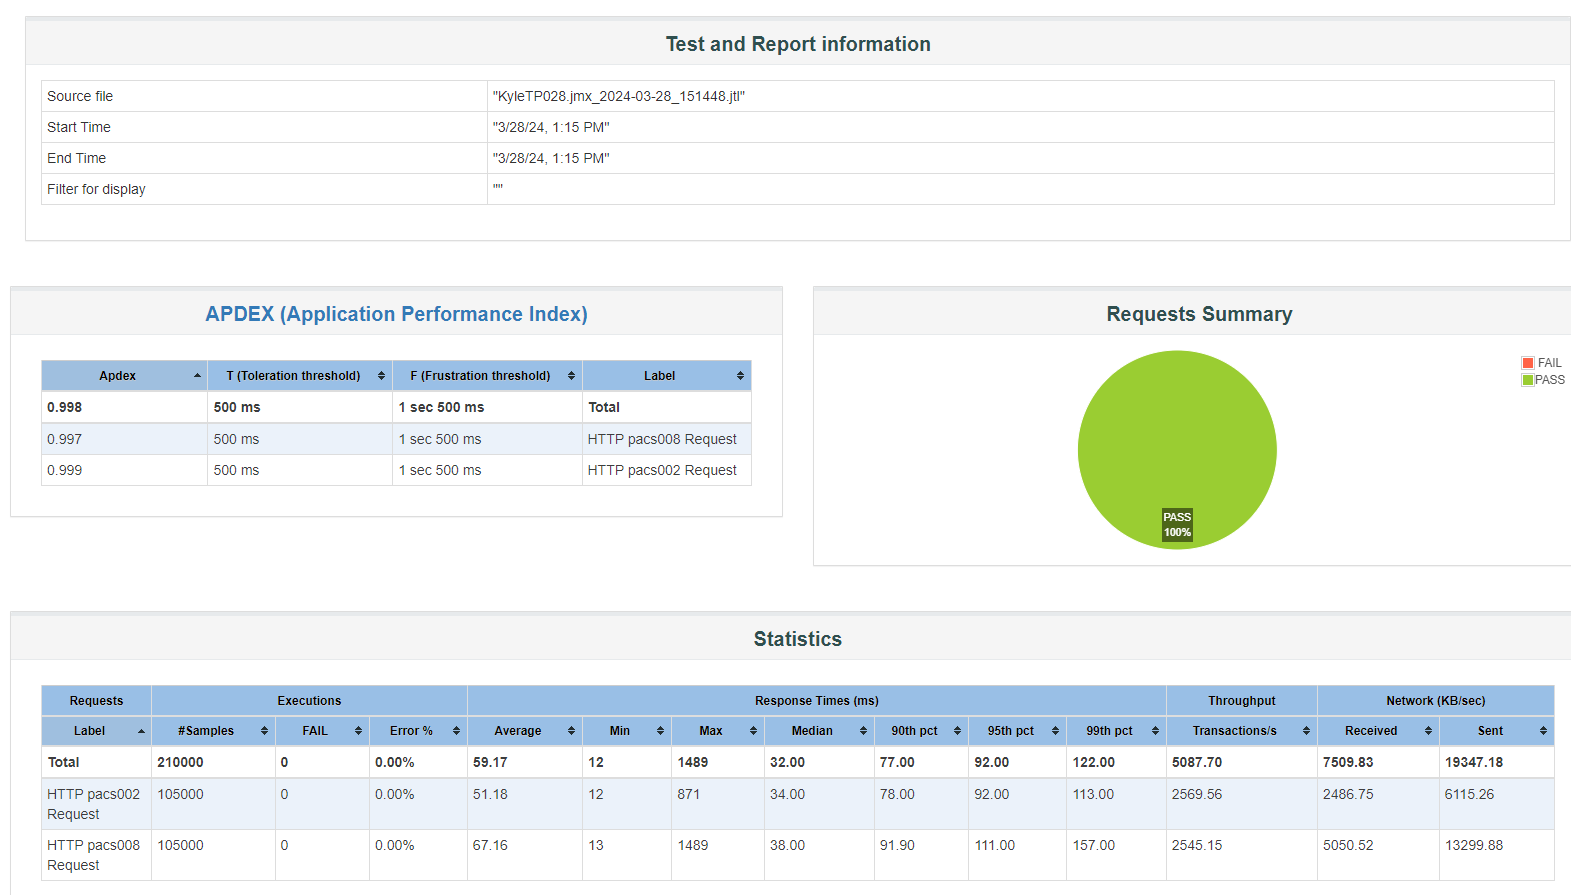 Test and Report information
Source file "KyleTP028.jmx_2024-03-28_151448.jtl"
Start Time "3/28/24, 1:15 PM"
End Time "3/28/24, 1:15 PM"
Filter for display ""
APDEX (Application Performance Index)
Apdex T (Toleration threshold) F (Frustration threshold) Label
0.998 500 ms 1 sec 500 ms Total
0.997 500 ms 1 sec 500 ms HTTP pacs008 Request
0.999 500 ms 1 sec 500 ms HTTP pacs002 Request
Requests Summary
FAIL
PASS
PASS
100%
Statistics
Requests Executions Response Times (ms) Throughput Network (KB/sec)
Label #Samples FAIL Error % Average Min Max Median 90th pct 95th pct 99th pct Transactions/s Received Sent
Total 210000 0 0.00% 59.17 12 1489 32.00 77.00 92.00 122.00 5087.70 7509.83 19347.18
HTTP pacs002 Request 105000 0 0.00% 51.18 12 871 34.00 78.00 92.00 113.00 2569.56 2486.75 6115.26
HTTP pacs008 Request 105000 0 0.00% 67.16 13 1489 38.00 91.90 111.00 157.00 2545.15 5050.52 13299.88